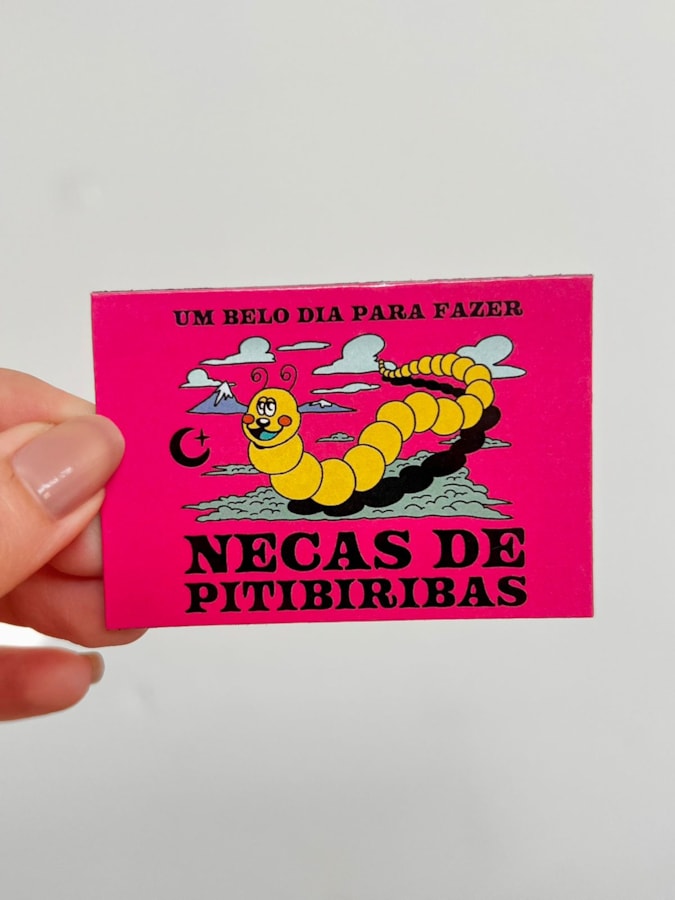 UM BELO DIA PARA FAZER
NECAS DE
PITIBIRIBAS